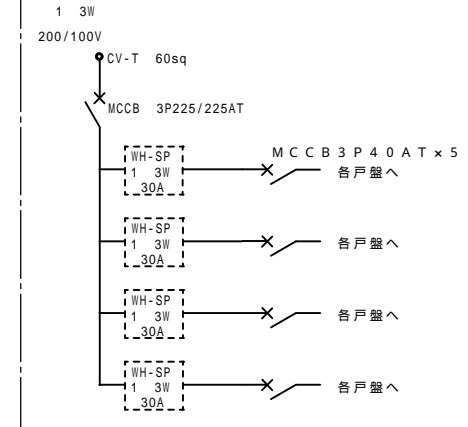 1 3W
200/100V
CV-T 60sq
MCCB 3P225/225AT
MCCB3P40AT×5
WH-SP
1 3W
30A
各戸盤へ
WH-SP
1 3W
30A
各戸盤へ
WH-SP
1 3W
30A
各戸盤へ
WH-SP
1 3W
30A
各戸盤へ